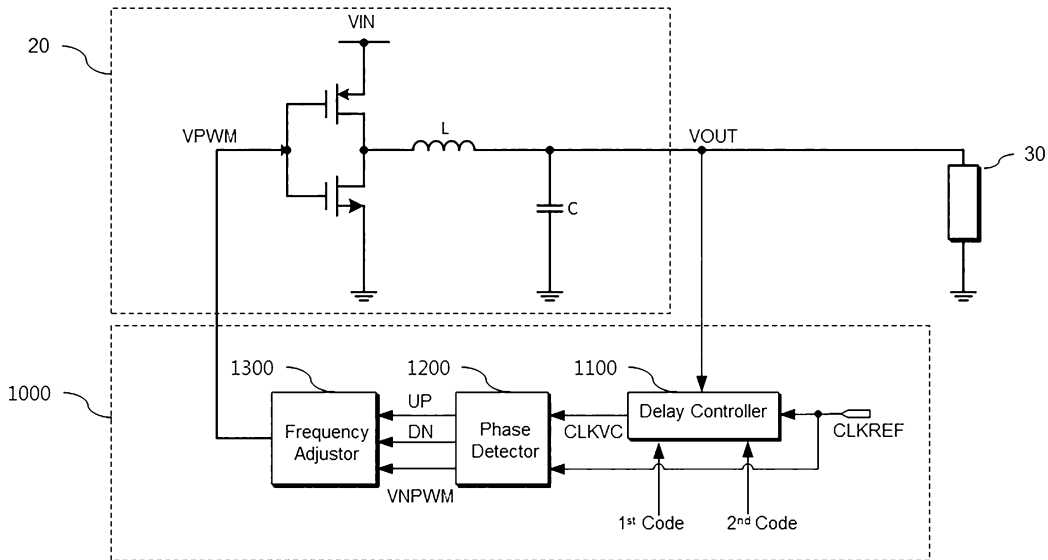 20
VIN
VPWM
L
VOUT
30
C
1000
1300
1200
1100
Frequency
Adjustor
UP
DN
VNPWM
Phase
Detector
CLKVC
Delay Controller
CLKREF
1st Code
2nd Code